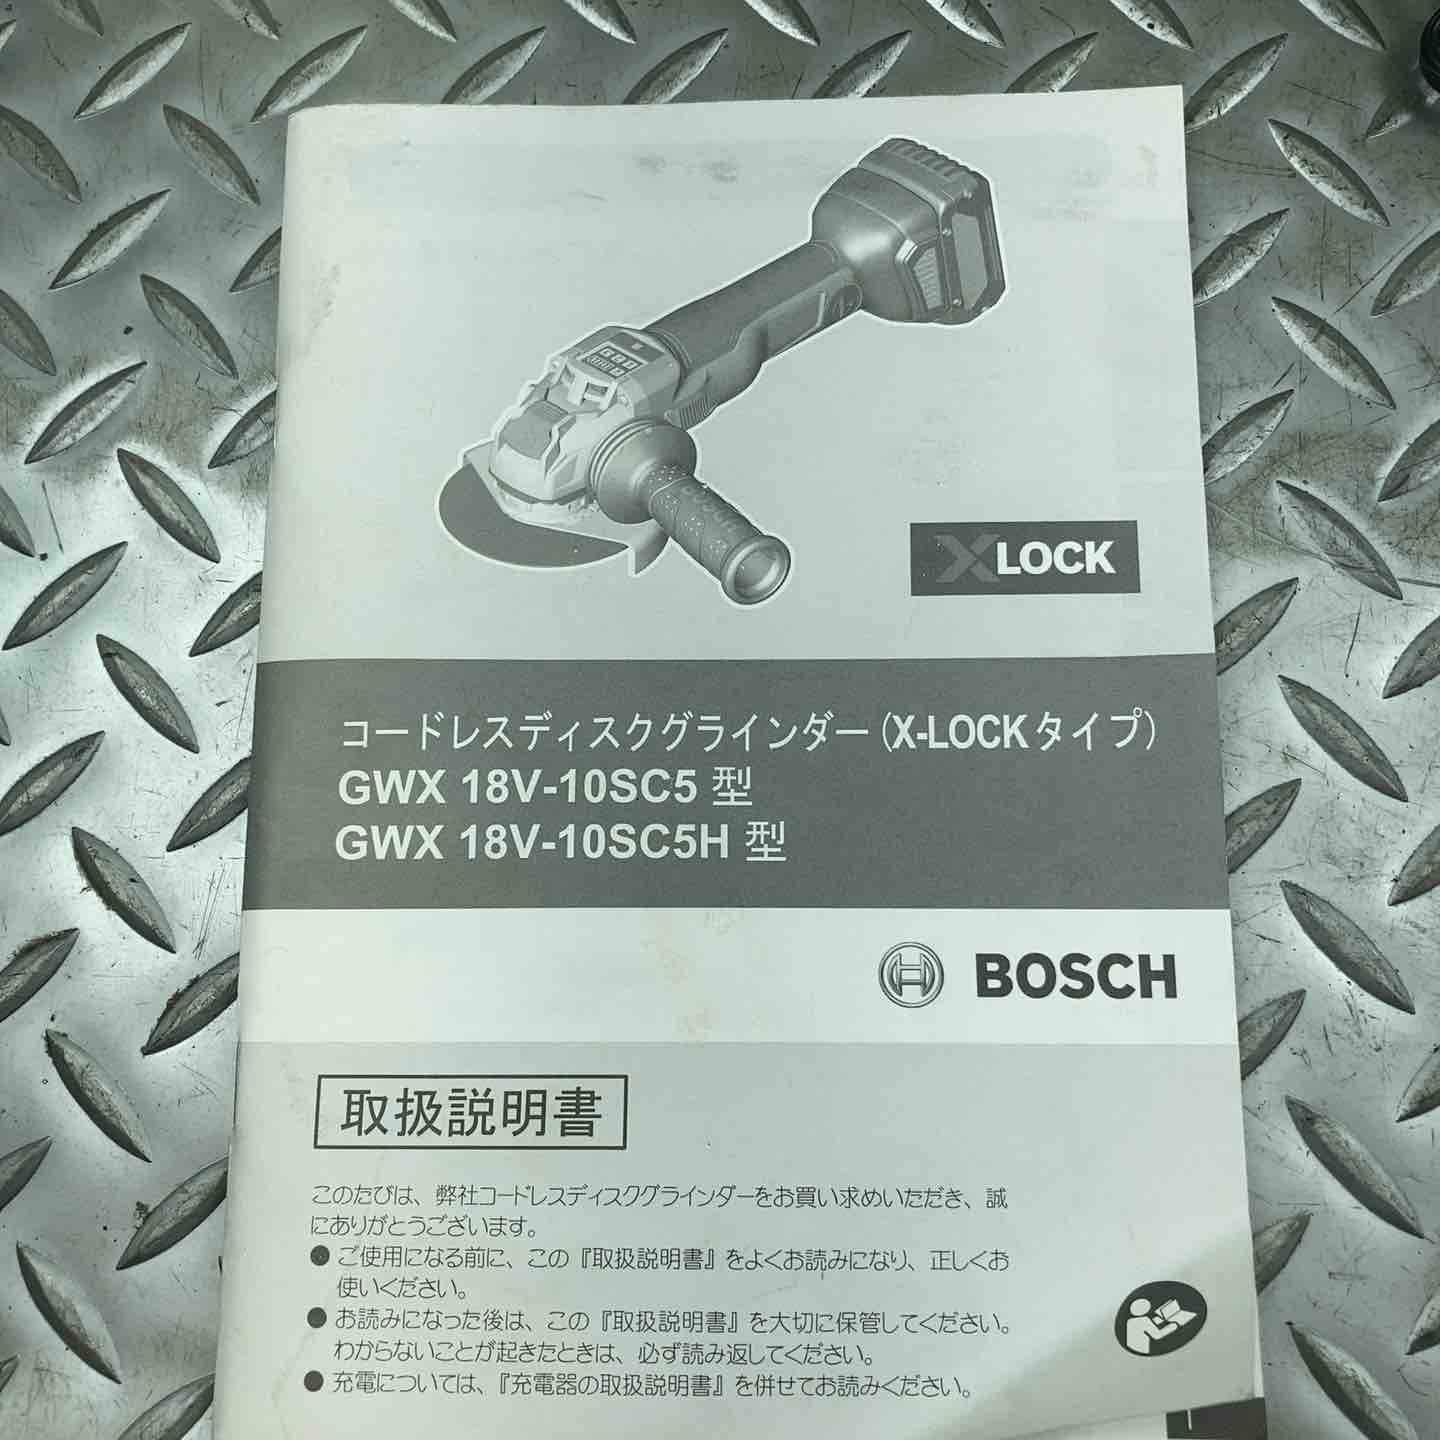 X LOCK
コードレスディスクグラインダー(X-LOCKタイプ)
GWX 18V-10SC5 型
GWX 18V-10SC5H 型
BOSCH
取扱説明書
このたびは、弊社コードレスディスクグラインダーをお買い求めいただき、誠
にありがとうございます。
● ご使用になる前に、この『取扱説明書』をよくお読みになり、正しくお
使いください。
● お読みになった後は、この『取扱説明書』を大切に保管してください。
わからないことが起きたときは、必ず読み返してください。
● 充電については、『充電器の取扱説明書』を併せてお読みください。